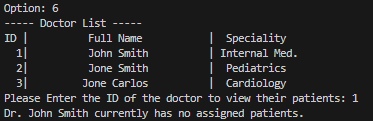 Option: 6
----- Doctor List -----
ID |          Full Name          |  Speciality
  1|          John Smith         | Internal Med.
  2|          Jone Smith         |  Pediatrics
  3|         Jone Carlos         |  Cardiology
Please Enter the ID of the doctor to view their patients: 1
Dr. John Smith currently has no assigned patients.